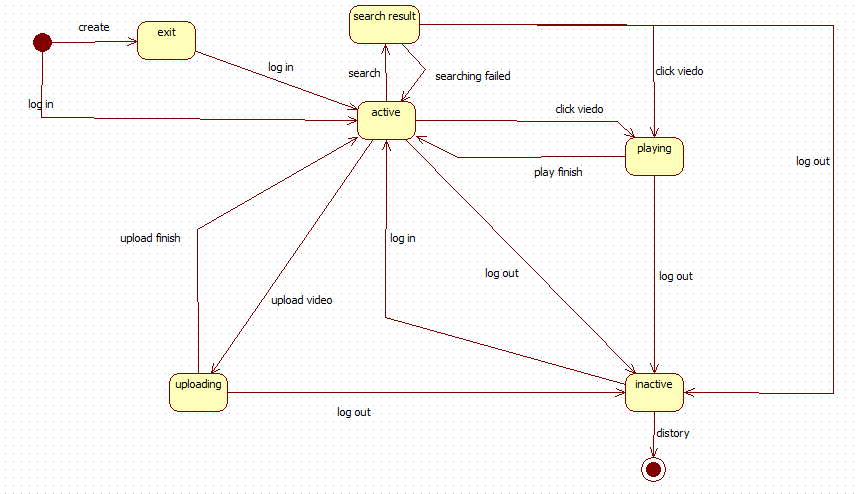 search result
create
exit
log in
search
searching failed
click viedo
log in
active
click viedo
playing
log out
play finish
upload finish
log in
log out
log out
upload video
uploading
inactive
log out
distory